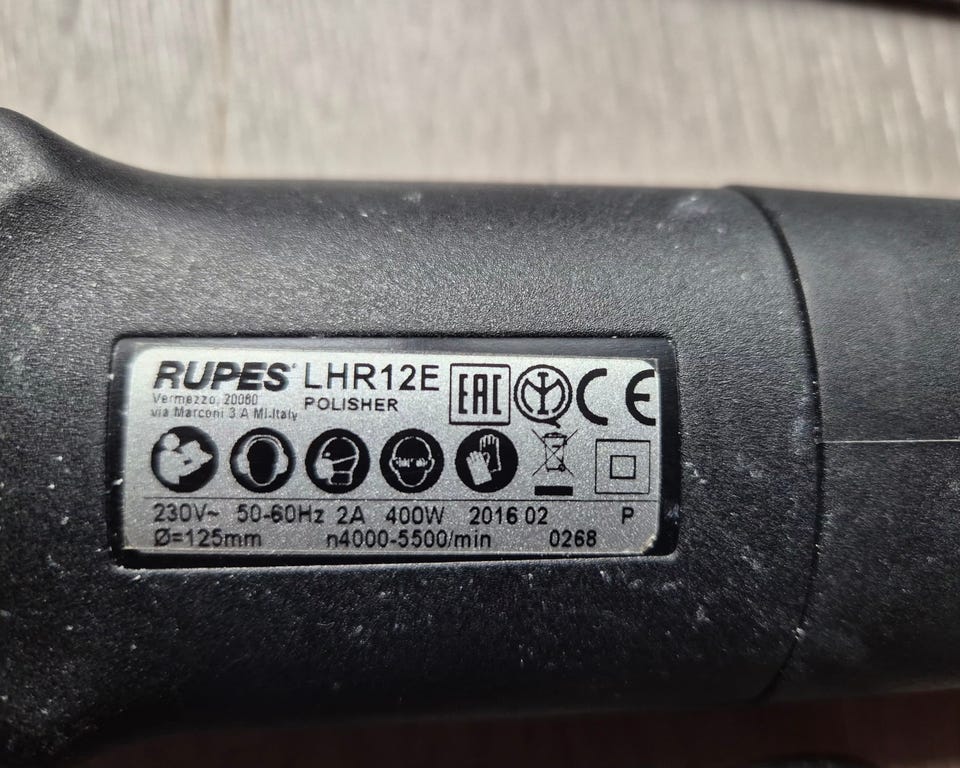 RUPES LHR12E
Vermezzo, 20080
via Marconi 3 A MI-Italy
POLISHER
EAC
CE
230V~ 50-60Hz 2A 400W 2016 02 P
Ø=125mm n4000-5500/min 0268